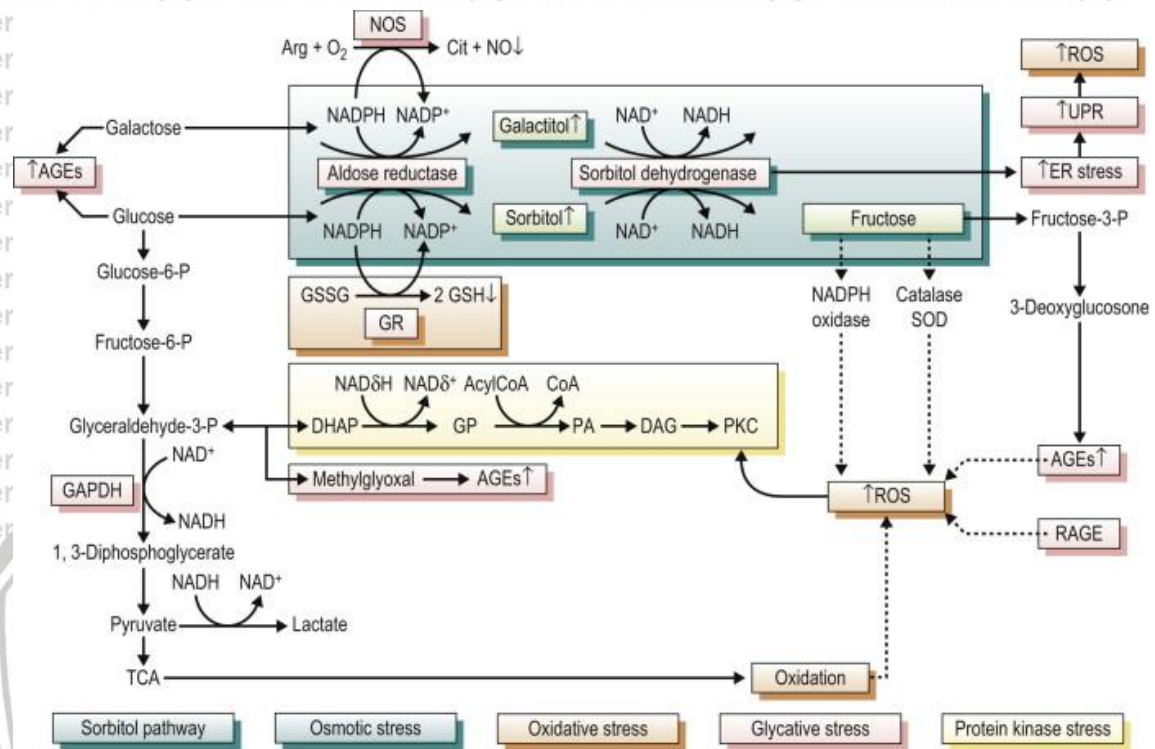 NOS
Arg + O₂
Cit + NO↓
↑ROS
NADPH NADP⁺
Galactitol↑
NAD⁺ NADH
↑UPR
Galactose
↑AGEs
Aldose reductase
Sorbitol dehydrogenase
↑ER stress
Glucose
NADPH NADP⁺
Sorbitol↑
NAD⁺ NADH
Fructose
Fructose-3-P
Glucose-6-P
GSSG
2 GSH↓
GR
NADPH
oxidase
Catalase
SOD
3-Deoxyglucosone
Fructose-6-P
NADδH NADδ⁺ AcylCoA CoA
Glyceraldehyde-3-P
DHAP GP PA DAG PKC
NAD⁺
GAPDH
NADH
Methylglyoxal AGEs↑
↑ROS
AGEs↑
RAGE
1, 3-Diphosphoglycerate
NADH NAD⁺
Pyruvate
Lactate
TCA
Oxidation
Sorbitol pathway
Osmotic stress
Oxidative stress
Glycative stress
Protein kinase stress